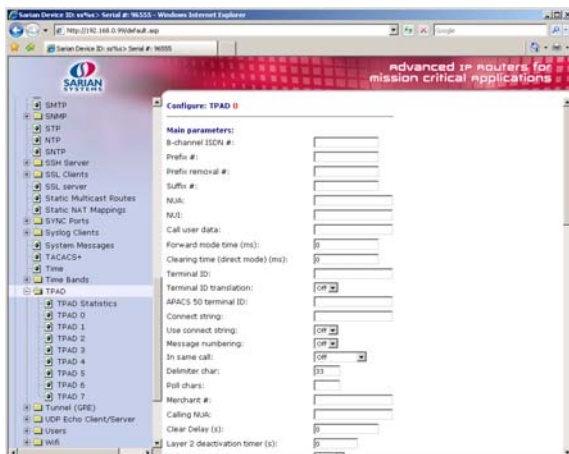 Sarian Device ID: ss%s> Serial #: 96555 - Windows Internet Explorer
http://192.168.0.99/default.asp
Google
Sarian Device ID: ss%s> Serial #: 96555
SARIAN
SYSTEMS
Advanced IP Routers for
mission critical Applications
SMTP
SNMP
STP
NTP
SNTP
SSH Server
SSL Clients
SSL server
Static Multicast Routes
Static NAT Mappings
SYNC Ports
Syslog Clients
System Messages
TACACS+
Time
Time Bands
TPAD
TPAD Statistics
TPAD 0
TPAD 1
TPAD 2
TPAD 3
TPAD 4
TPAD 5
TPAD 6
TPAD 7
Tunnel (GRE)
UDP Echo Client/Server
Users
Wifi
Configure: TPAD 0
Main parameters:
B-channel ISDN #:
Prefix #:
Prefix removal #:
Suffix #:
NUA:
NUI:
Call user data:
Forward mode time (ms): 0
Clearing time (direct mode) (ms): 0
Terminal ID:
Terminal ID translation: Off
APACS 50 terminal ID:
Connect string:
Use connect string: Off
Message numbering: Off
In same call: Off
Delimiter char: 33
Poll chars:
Merchant #:
Calling NUA:
Clear Delay (s): 0
Layer 2 deactivation timer (s): 0